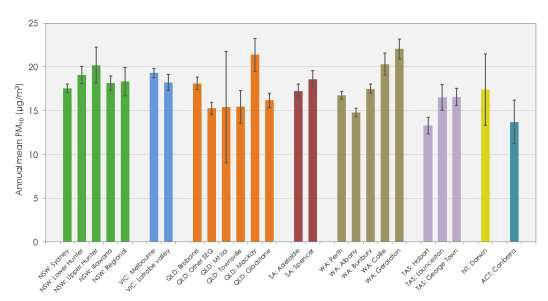 25
20
15
10
5
0
Annual mean PM₁₀ (µg/m³)
NSW: Sydney
NSW: Lower Hunter
NSW: Upper Hunter
NSW: Illawarra
NSW: Regional
VIC: Melbourne
VIC: Latrobe Valley
QLD: Brisbane
QLD: Other SEQ
QLD: Mt Isa
QLD: Townsville
QLD: Mackay
QLD: Gladstone
SA: Adelaide
SA: Spencer
WA: Perth
WA: Albany
WA: Bunbury
WA: Collie
WA: Geraldton
TAS: Hobart
TAS: Launceston
TAS: George Town
NT: Darwin
ACT: Canberra